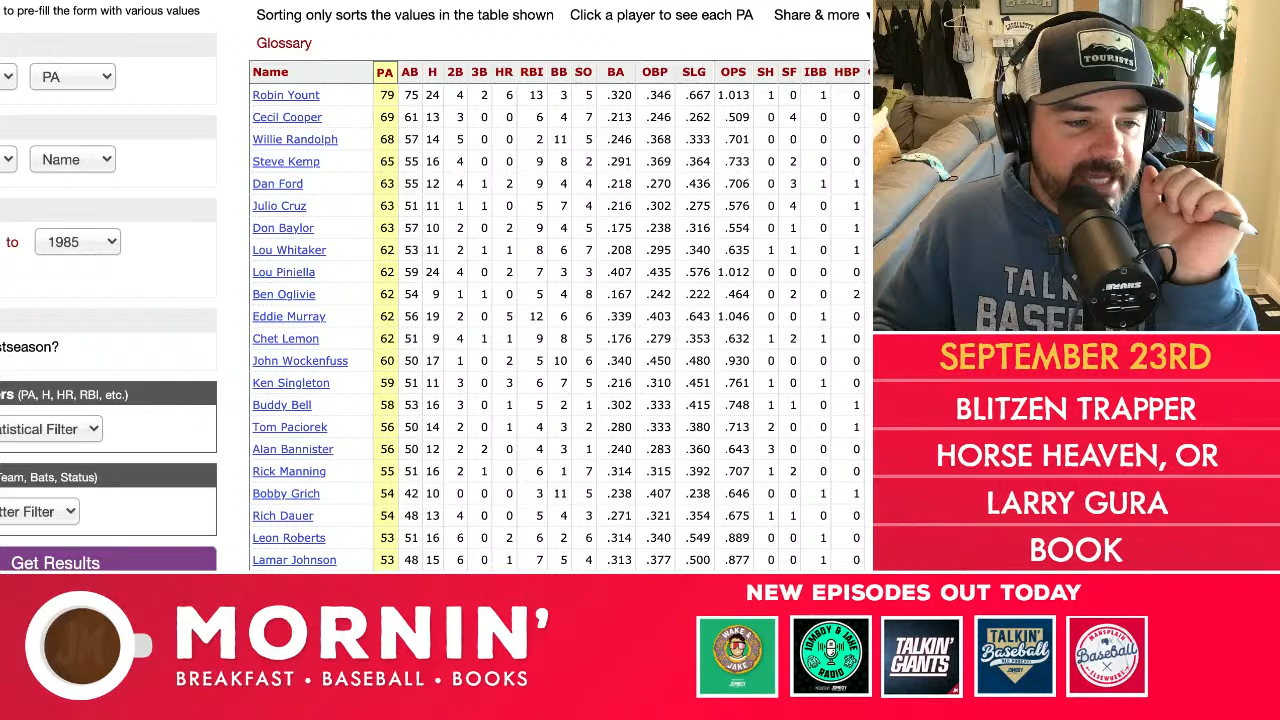 to pre-fill the form with various values
PA
Name
to 1985
stseason?
rs (PA, H, HR, RBI, etc.)
tatistical Filter
Team, Bats, Status)
tter Filter
Get Results
Sorting only sorts the values in the table shown Click a player to see each PA Share & more ▼
Glossary
Name PA AB H 2B 3B HR RBI BB SO BA OBP SLG OPS SH SF IBB HBP
Robin Yount 79 75 24 4 2 6 13 3 5 .320 .346 .667 1.013 1 0 1 0
Cecil Cooper 69 61 13 3 0 0 6 4 7 .213 .246 .262 .509 0 4 0 0
Willie Randolph 68 57 14 5 0 0 2 11 5 .246 .368 .333 .701 0 0 0 0
Steve Kemp 65 55 16 4 0 0 9 8 2 .291 .369 .364 .733 0 2 0 0
Dan Ford 63 55 12 4 1 2 9 4 4 .218 .270 .436 .706 0 3 1 1
Julio Cruz 63 51 11 1 1 0 5 7 4 .216 .302 .275 .576 0 4 0 1
Don Baylor 63 57 10 2 0 2 9 4 5 .175 .238 .316 .554 0 1 0 1
Lou Whitaker 62 53 11 2 1 1 8 6 7 .208 .295 .340 .635 1 1 0 1
Lou Piniella 62 59 24 4 0 2 7 3 3 .407 .435 .576 1.012 0 0 0 0
Ben Oglivie 62 54 9 1 1 0 5 4 8 .167 .242 .222 .464 0 2 0 2
Eddie Murray 62 56 19 2 0 5 12 6 6 .339 .403 .643 1.046 0 0 1 0
Chet Lemon 62 51 9 4 1 1 9 8 5 .176 .279 .353 .632 1 2 1 0
John Wockenfuss 60 50 17 1 0 2 5 10 6 .340 .450 .480 .930 0 0 1 0
Ken Singleton 59 51 11 3 0 3 6 7 5 .216 .310 .451 .761 0 1 0 0
Buddy Bell 58 53 16 3 0 1 5 2 1 .302 .333 .415 .748 1 1 0 1
Tom Paciorek 56 50 14 2 0 1 4 3 1 .280 .333 .380 .713 2 0 0 1
Alan Bannister 56 50 12 2 2 0 4 3 1 .240 .283 .360 .643 3 0 0 0
Rick Manning 55 51 16 2 1 0 6 1 7 .314 .315 .392 .707 1 2 0 0
Bobby Grich 54 42 10 0 0 0 3 11 5 .238 .407 .238 .646 0 0 1 1
Rich Dauer 54 48 13 4 0 0 5 4 3 .271 .321 .354 .675 1 1 0 0
Leon Roberts 53 51 16 6 0 2 6 2 6 .314 .340 .549 .889 0 0 0 0
Lamar Johnson 53 48 15 6 0 1 7 5 4 .313 .377 .500 .877 0 0 0 0
TOURISTS
SHURE
TALK
BASEB
SEPTEMBER 23RD
BLITZEN TRAPPER
HORSE HEAVEN, OR
LARRY GURA
BOOK
JM
MORNIN'
BREAKFAST • BASEBALL • BOOKS
NEW EPISODES OUT TODAY
WAKE & JAKE
JOMBOY
JOMBOY & JAKE
RADIO
TALKIN' GIANTS
TALKIN' Baseball
JOMBOY
MANSPLAIN
Baseball
ELSEWHERE